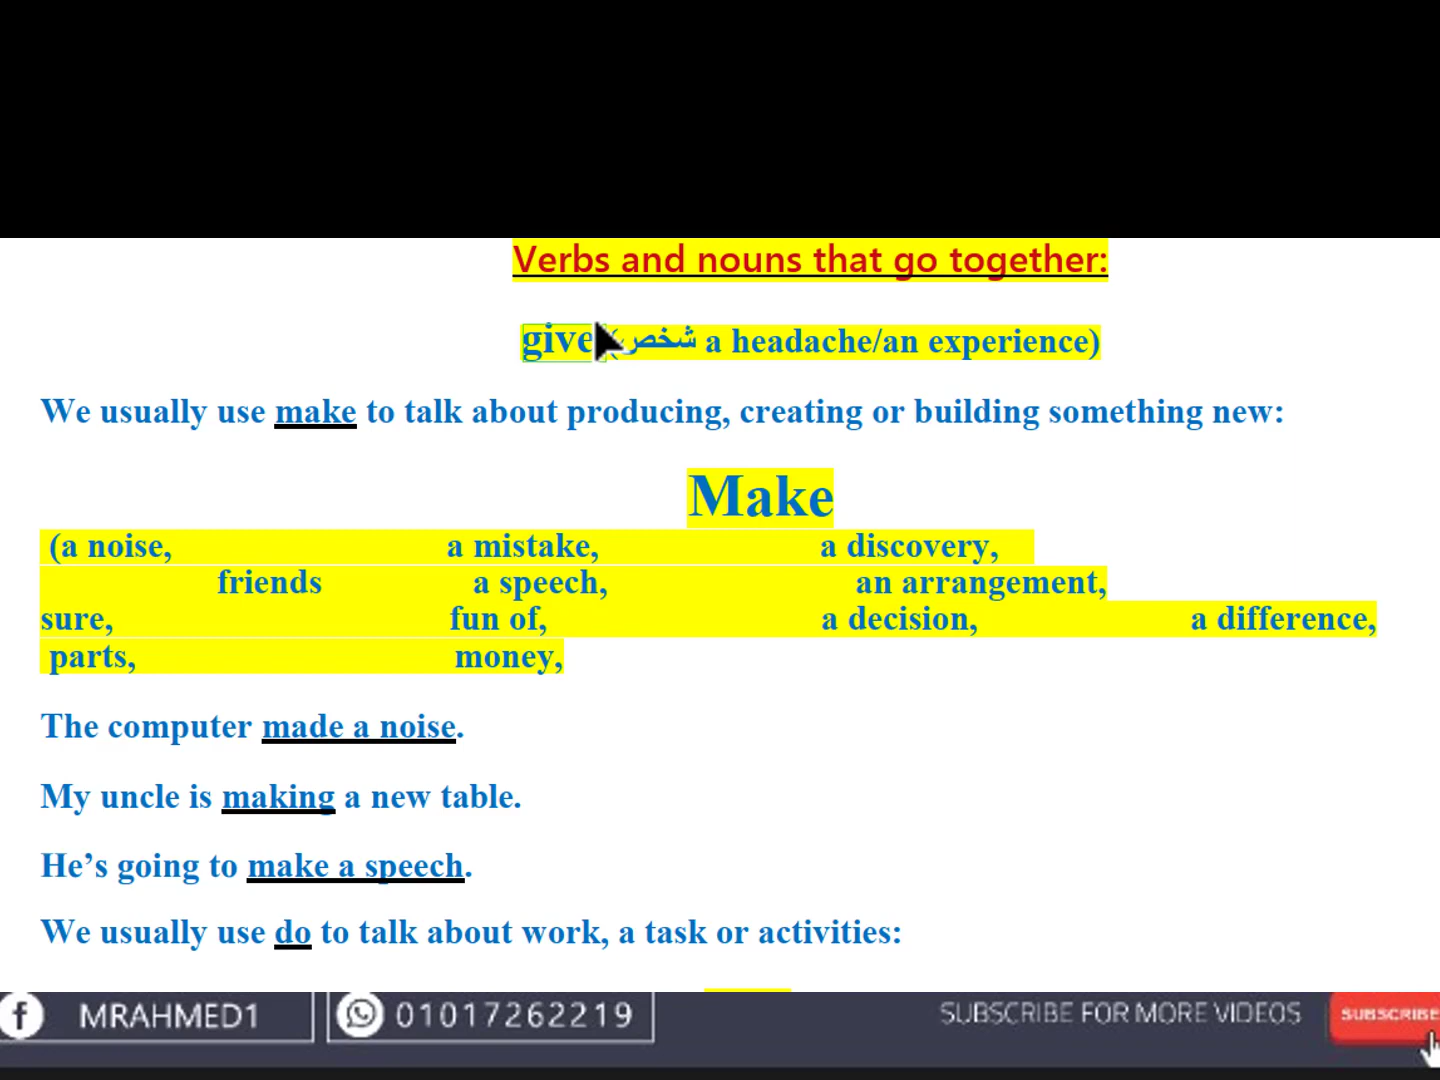 Verbs and nouns that go together:
give (شخص a headache/an experience)
We usually use make to talk about producing, creating or building something new:
Make
(a noise, a mistake, a discovery,
friends a speech, an arrangement,
sure, fun of, a decision, a difference,
parts, money,
The computer made a noise.
My uncle is making a new table.
He’s going to make a speech.
We usually use do to talk about work, a task or activities:
MRAHMED1 01017262219 SUBSCRIBE FOR MORE VIDEOS SUBSCRIBE